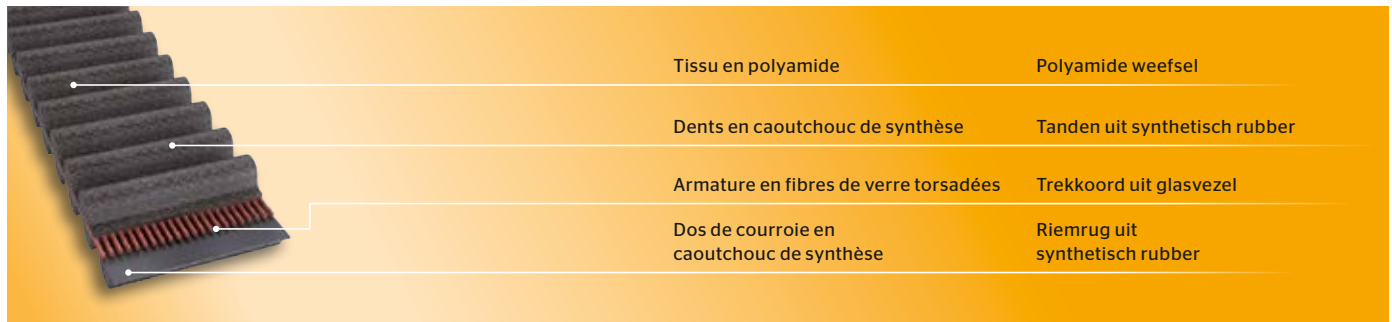 Tissu en polyamide Polyamide weefsel
Dents en caoutchouc de synthèse Tanden uit synthetisch rubber
Armature en fibres de verre torsadées Trekkoord uit glasvezel
Dos de courroie en
caoutchouc de synthèse
Riemrug uit
synthetisch rubber